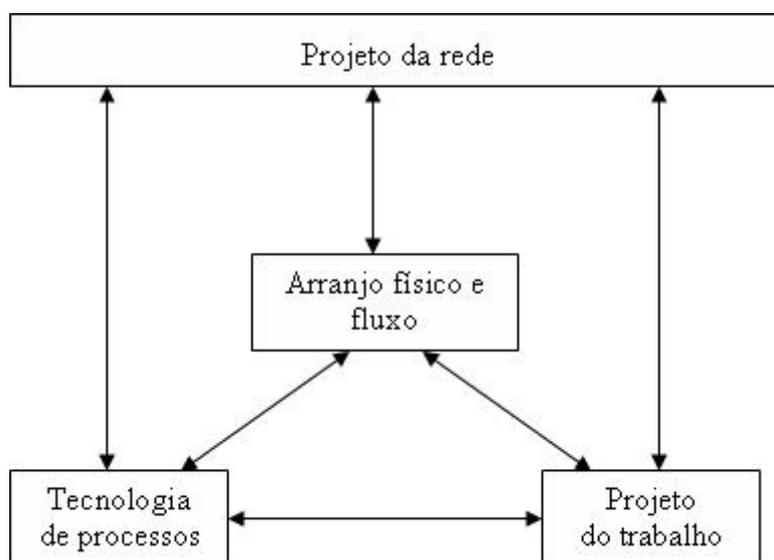 Projeto da rede
Arranjo físico e
fluxo
Tecnologia
de processos
Projeto
do trabalho